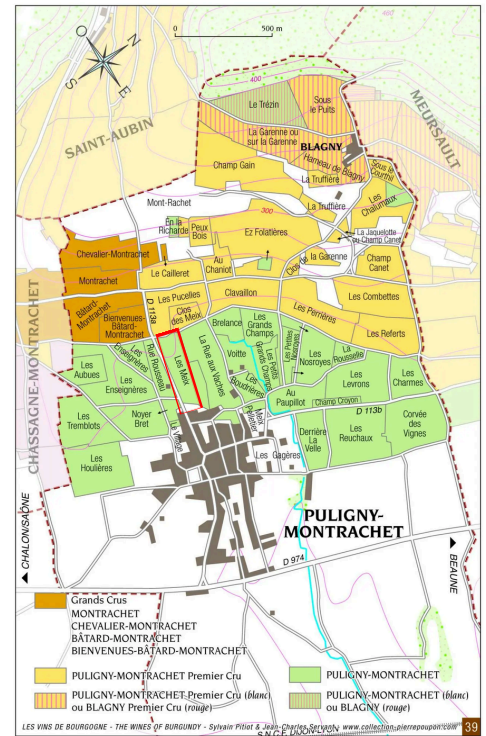 39
0
500 m
N
O
E
S
400
400
Le Trézin
Sous
le Puits
MEURSAULT
SAINT-AUBIN
La Garenne ou
sur la Garenne
BLAGNY
Hameau de Blagny
Sous le
Courthil
Champ Gain
La Truffière
Les
Chalumaux
Mont-Rachet
La Truffière
300
En la
Richarde
Peux
Bois
Ez Folatières
La Jaquelotte
ou Champ Canet
Chevalier-Montrachet
Clos de
la Garenne
Au
Chaniot
Champ
Canet
Montrachet
Le Cailleret
Les Combettes
Bâtard-
Montrachet
Bienvenues-
Bâtard-
Montrachet
D 113a
Les Pucelles
Clavaillon
Clos
des Meix
Les Perrières
Les Referts
Brelance
Les
Grands
Champs
Les
Enseignères
Rue Rousseau
Les Meix
La Rue aux Vaches
Voitte
Les Petits
Grands Champs
Les Petites
Nosroyes
Les
Nosroyes
La
Rousselle
Les
Aubues
Les
Enseignères
Les
Boudrières
Les
Levrons
Les
Charmes
CHASSAGNE-MONTRACHET
Au
Paupillot
Champ Croyon
Les
Tremblots
Noyer
Bret
Le Village
Meix
Pelletier
D 113b
Derrière
La
Velle
Les
Reuchaux
Corvée
des
Vignes
Les
Houlières
Les Gagères
CHALON/SAÔNE
PULIGNY-
MONTRACHET
D 974
BEAUNE
Grands Crus
MONTRACHET
CHEVALIER-MONTRACHET
BÂTARD-MONTRACHET
BIENVENUES-BÂTARD-MONTRACHET
PULIGNY-MONTRACHET Premier Cru
PULIGNY-MONTRACHET
PULIGNY-MONTRACHET Premier Cru (blanc)
ou BLAGNY Premier Cru (rouge)
PULIGNY-MONTRACHET (blanc)
ou BLAGNY (rouge)
LES VINS DE BOURGOGNE - THE WINES OF BURGUNDY - Sylvain Pitiot & Jean-Charles Servant - www.collection-pierrepoupon.com
39
S.N.C.F. DIJON-LYON